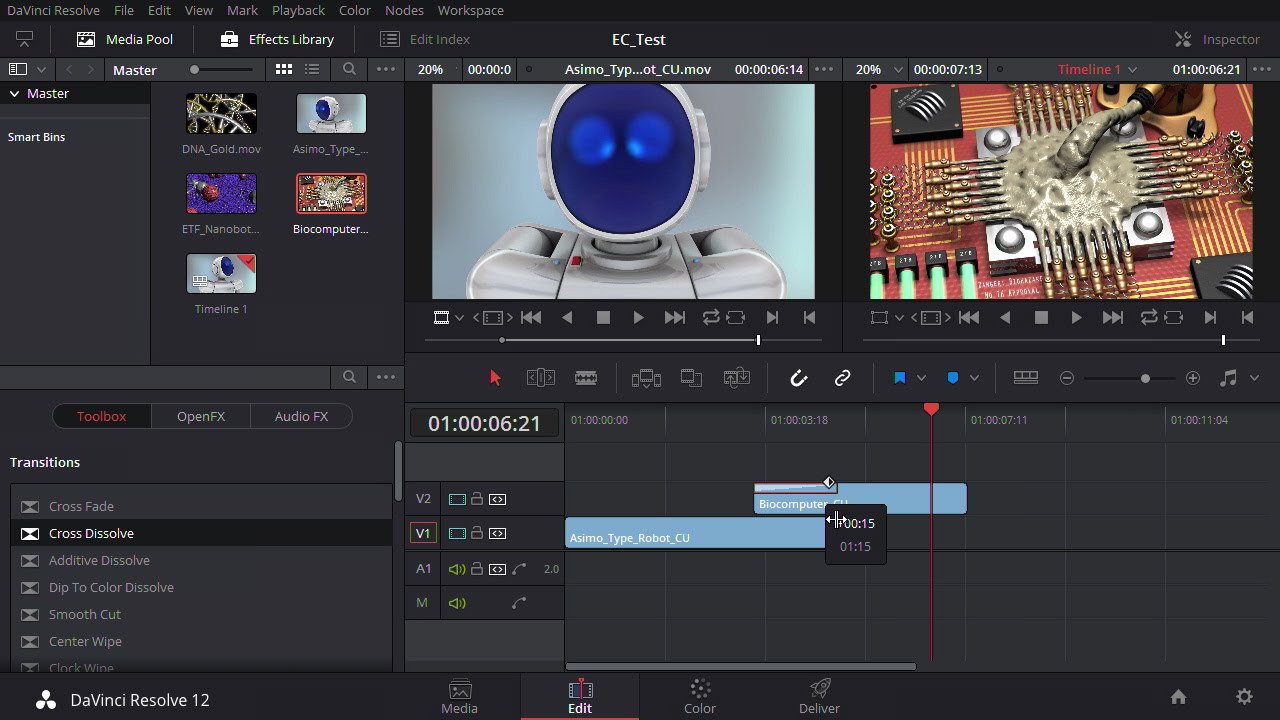 DaVinci Resolve File Edit View Mark Trim Playback Color Nodes Workspace
Media Pool Effects Library Edit Index EC_Test Inspector
Master 20% 00:00:0 Asimo_Typ...ot_CU.mov 00:00:06:14 20% 00:00:07:13 Timeline 1 01:00:06:21
Master
Smart Bins
DNA_Gold.mov Asimo_Type_...
ETF_Nanobot... Biocomputer...
Timeline 1
Toolbox OpenFX Audio FX
01:00:06:21 01:00:00:00 01:00:03:18 01:00:07:11 01:00:11:04
Transitions
Cross Fade
Cross Dissolve
Additive Dissolve
Dip To Color Dissolve
Smooth Cut
Center Wipe
Clock Wipe
V2 Biocomputer_CU
V1 Asimo_Type_Robot_CU
00:15
01:15
A1 2.0
M
DaVinci Resolve 12 Media Edit Color Deliver